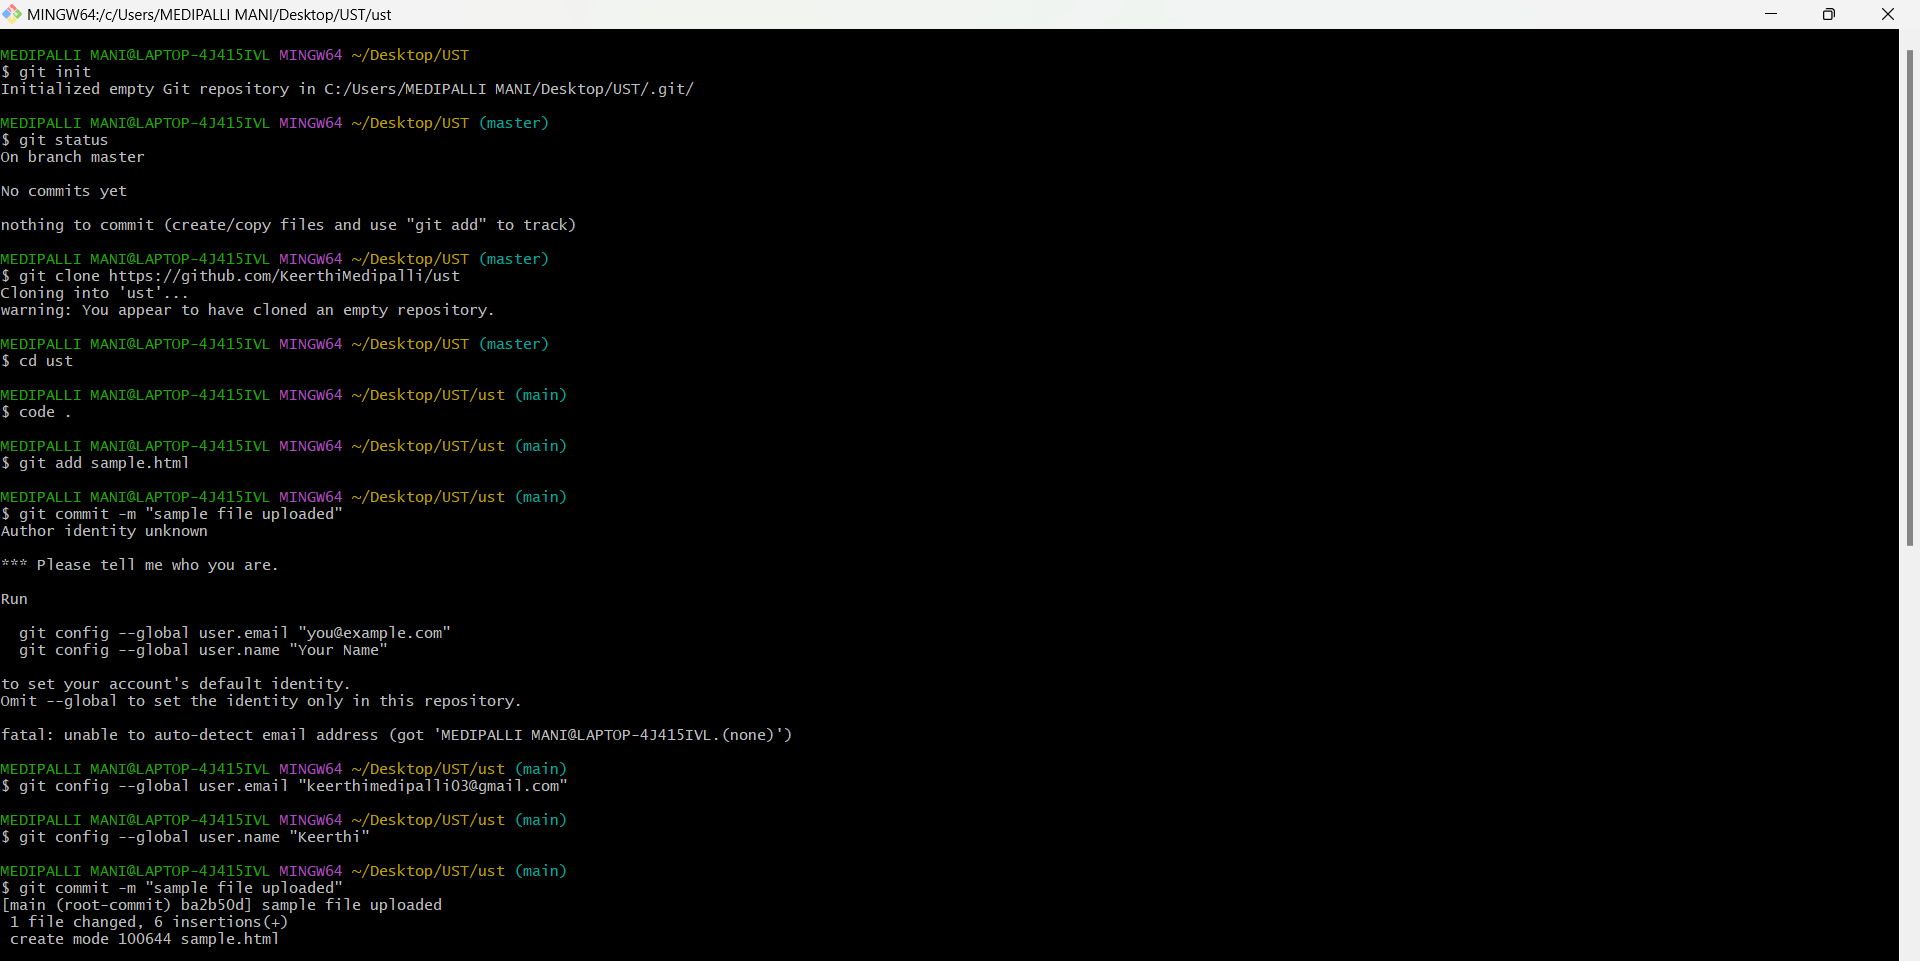 MINGW64:/c/Users/MEDIPALLI MANI/Desktop/UST/ust
MEDIPALLI MANI@LAPTOP-4J415IVL MINGW64 ~/Desktop/UST
$ git init
Initialized empty Git repository in C:/Users/MEDIPALLI MANI/Desktop/UST/.git/
MEDIPALLI MANI@LAPTOP-4J415IVL MINGW64 ~/Desktop/UST (master)
$ git status
On branch master
No commits yet
nothing to commit (create/copy files and use "git add" to track)
MEDIPALLI MANI@LAPTOP-4J415IVL MINGW64 ~/Desktop/UST (master)
$ git clone https://github.com/KeerthiMedipalli/ust
Cloning into 'ust'...
warning: You appear to have cloned an empty repository.
MEDIPALLI MANI@LAPTOP-4J415IVL MINGW64 ~/Desktop/UST (master)
$ cd ust
MEDIPALLI MANI@LAPTOP-4J415IVL MINGW64 ~/Desktop/UST/ust (main)
$ code .
MEDIPALLI MANI@LAPTOP-4J415IVL MINGW64 ~/Desktop/UST/ust (main)
$ git add sample.html
MEDIPALLI MANI@LAPTOP-4J415IVL MINGW64 ~/Desktop/UST/ust (main)
$ git commit -m "sample file uploaded"
Author identity unknown
*** Please tell me who you are.
Run
  git config --global user.email "you@example.com"
  git config --global user.name "Your Name"
to set your account's default identity.
Omit --global to set the identity only in this repository.
fatal: unable to auto-detect email address (got 'MEDIPALLI MANI@LAPTOP-4J415IVL.(none)')
MEDIPALLI MANI@LAPTOP-4J415IVL MINGW64 ~/Desktop/UST/ust (main)
$ git config --global user.email "keerthimedipalli03@gmail.com"
MEDIPALLI MANI@LAPTOP-4J415IVL MINGW64 ~/Desktop/UST/ust (main)
$ git config --global user.name "Keerthi"
MEDIPALLI MANI@LAPTOP-4J415IVL MINGW64 ~/Desktop/UST/ust (main)
$ git commit -m "sample file uploaded"
[main (root-commit) ba2b50d] sample file uploaded
 1 file changed, 6 insertions(+)
 create mode 100644 sample.html